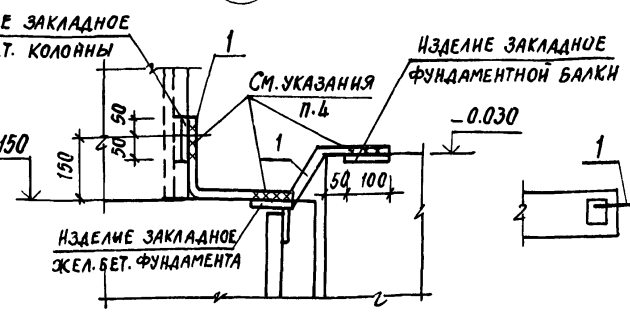 Е ЗАКЛАДНОЕ
Т. КОЛОННЫ
1
ИЗДЕЛИЕ ЗАКЛАДНОЕ
ФУНДАМЕНТНОЙ БАЛКИ
СМ. УКАЗАНИЯ
П.4
50
50
150
150
1
-0.030
50
100
1
2
ИЗДЕЛИЕ ЗАКЛАДНОЕ
ЖЕЛ. БЕТ. ФУНДАМЕНТА